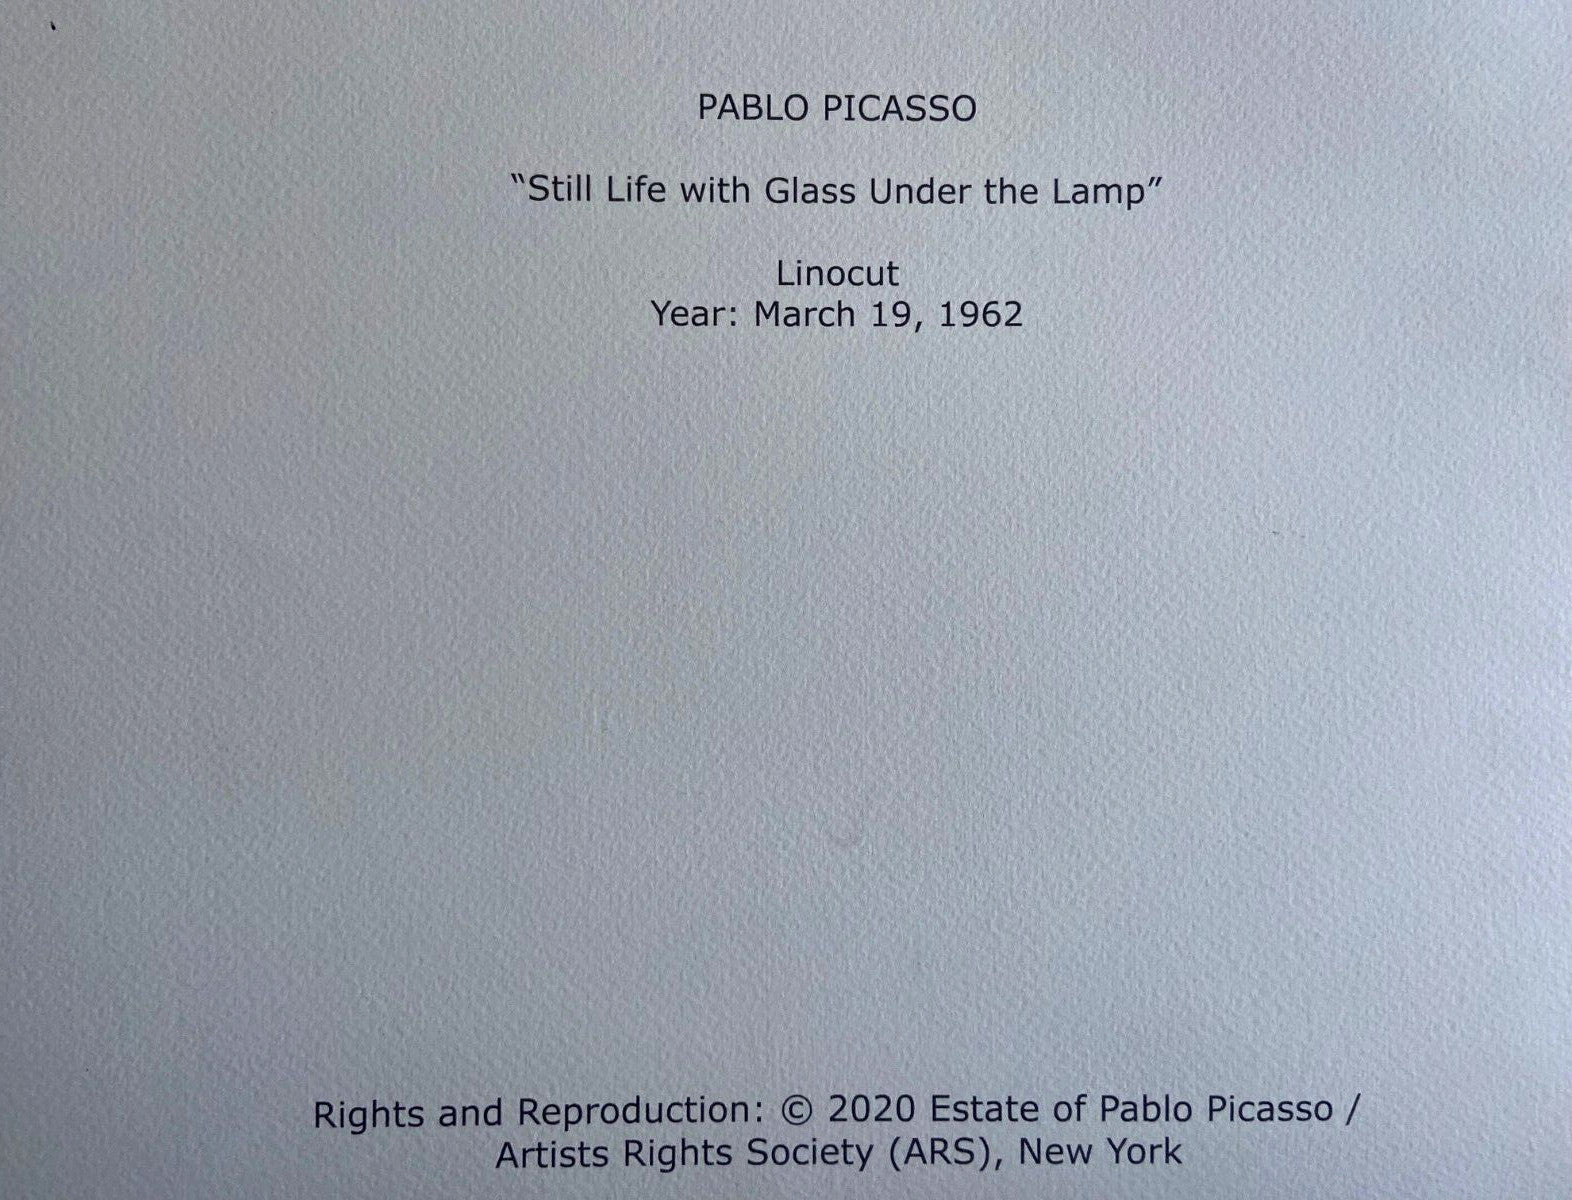 PABLO PICASSO
“Still Life with Glass Under the Lamp”
Linocut
Year: March 19, 1962
Rights and Reproduction: © 2020 Estate of Pablo Picasso /
Artists Rights Society (ARS), New York